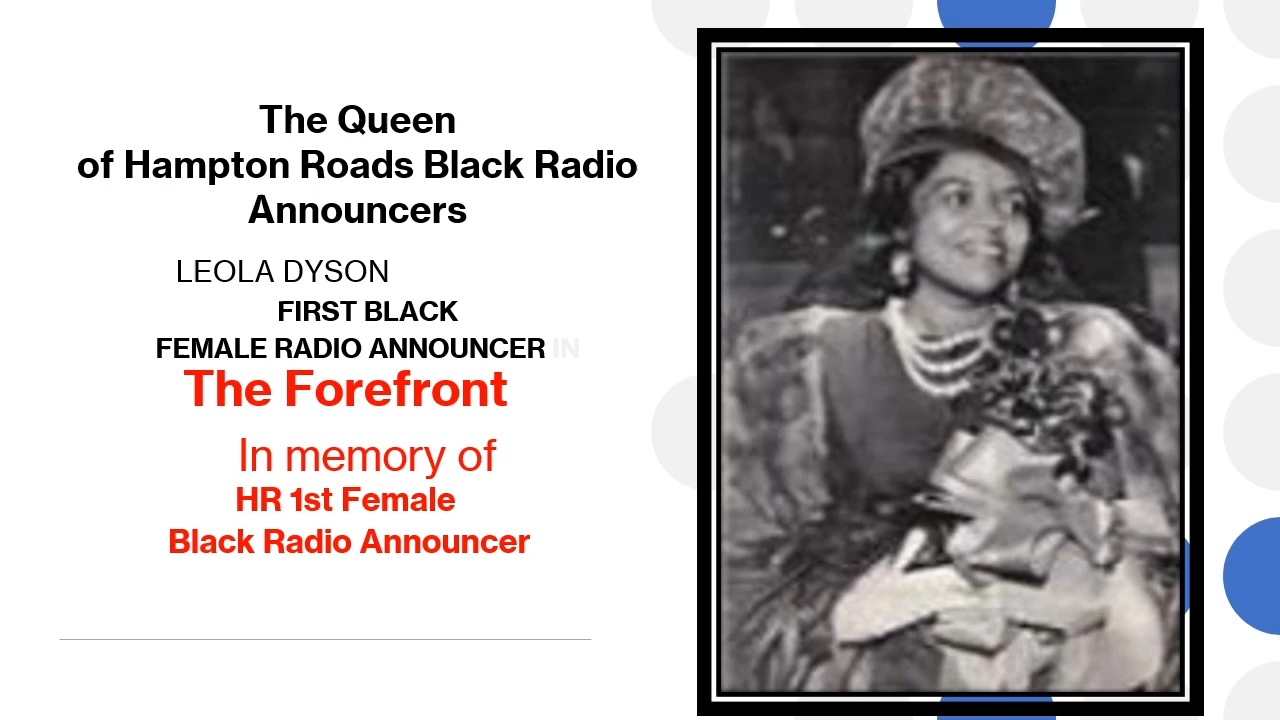 The Queen
of Hampton Roads Black Radio
Announcers
LEOLA DYSON
FIRST BLACK
FEMALE RADIO ANNOUNCER IN
The Forefront
In memory of
HR 1st Female
Black Radio Announcer